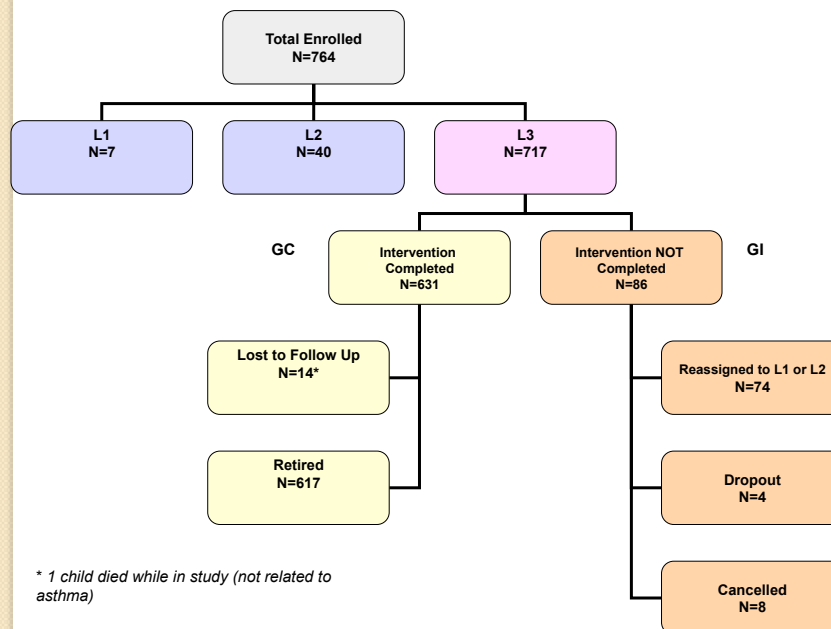 Total Enrolled
N=764
L1
N=7
L2
N=40
L3
N=717
GC
Intervention
Completed
N=631
Intervention NOT
Completed
N=86
GI
Lost to Follow Up
N=14*
Reassigned to L1 or L2
N=74
Retired
N=617
Dropout
N=4
* 1 child died while in study (not related to
asthma)
Cancelled
N=8